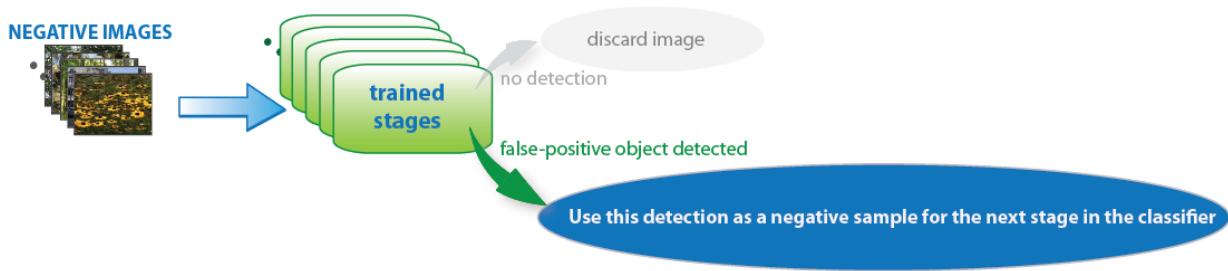 NEGATIVE IMAGES
discard image
no detection
trained
stages
false-positive object detected
Use this detection as a negative sample for the next stage in the classifier